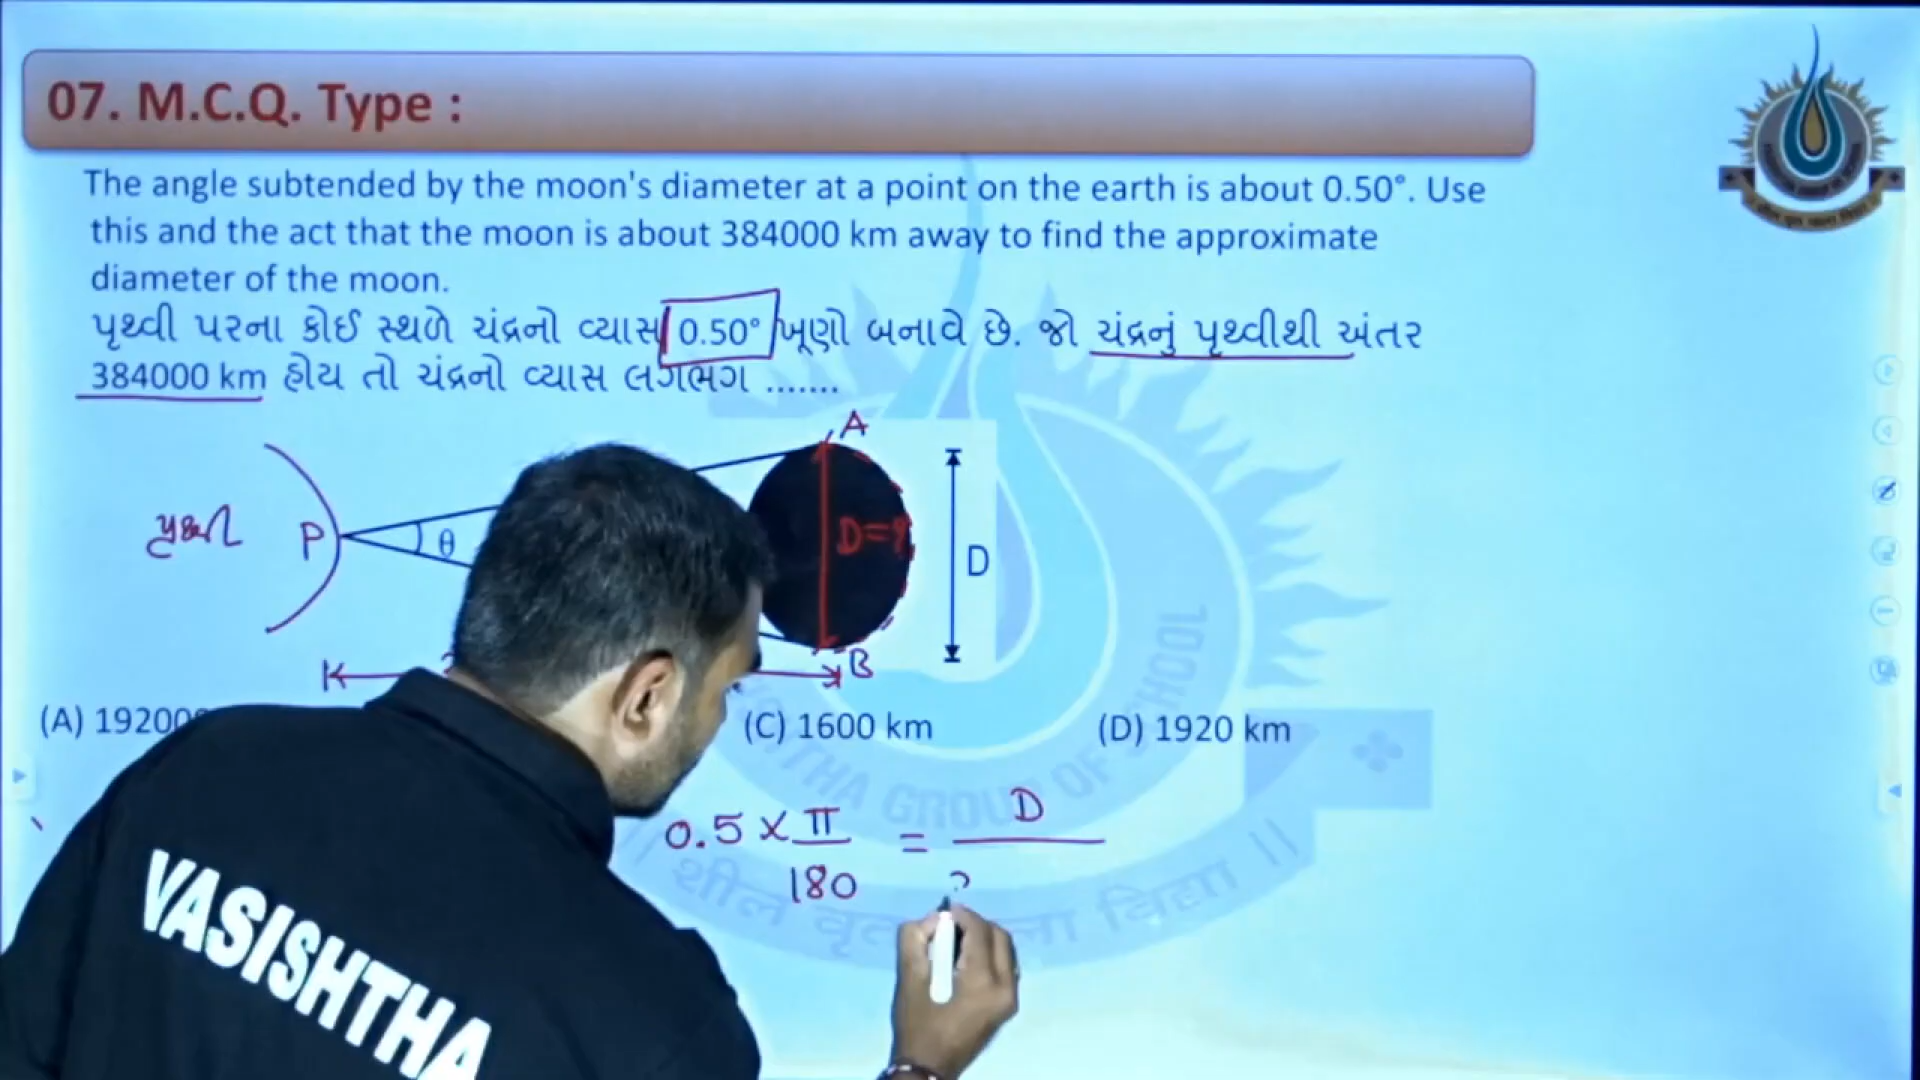 07. M.C.Q. Type :
The angle subtended by the moon's diameter at a point on the earth is about 0.50°. Use
this and the act that the moon is about 384000 km away to find the approximate
diameter of the moon.
પૃથ્વી પરના કોઈ સ્થળે ચંદ્રનો વ્યાસ 0.50° ખૂણો બનાવે છે. જો ચંદ્રનું પૃથ્વીથી અંતર
384000 km હોય તો ચંદ્રનો વ્યાસ લગભગ .......
A
P
θ
D=?
D
B
(A)
(C) 1600 km
(D) 1920 km
0.5 × π = D
180
VASISHTHA
GROUP OF SCHOOL